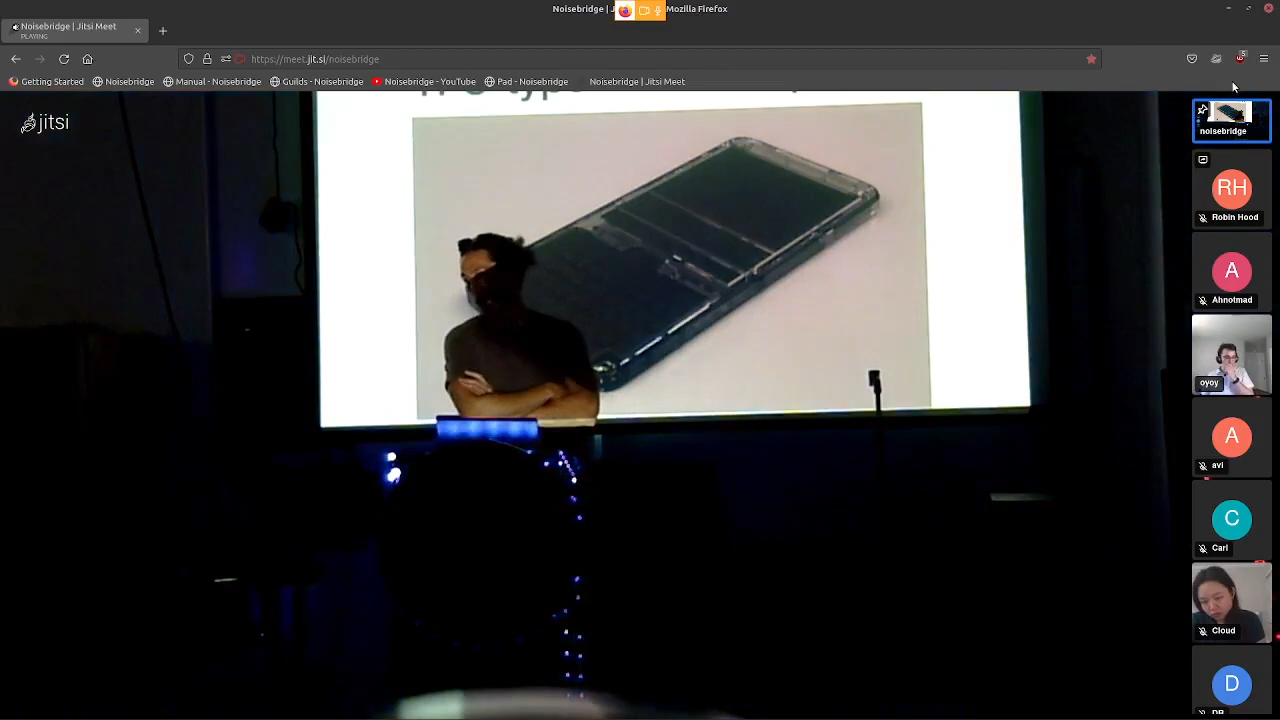 Noisebridge | J
Mozilla Firefox
Noisebridge | Jitsi Meet
PLAYING
https://meet.jit.si/noisebridge
5
Getting Started
Noisebridge
Manual - Noisebridge
Guilds - Noisebridge
Noisebridge - YouTube
Pad - Noisebridge
Noisebridge | Jitsi Meet
jitsi
noisebridge
RH
Robin Hood
A
Ahnotmad
oyoy
A
avi
C
Carl
Cloud
D